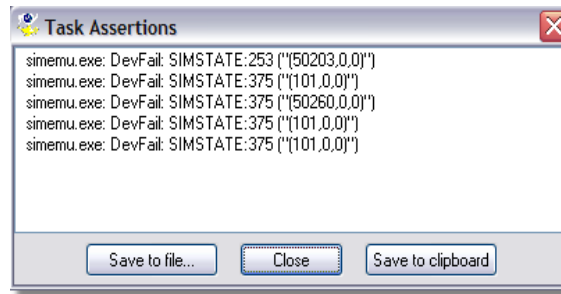 Task Assertions
simemu.exe: DevFail: SIMSTATE:253 ("(50203,0,0)")
simemu.exe: DevFail: SIMSTATE:375 ("(101,0,0)")
simemu.exe: DevFail: SIMSTATE:375 ("(50260,0,0)")
simemu.exe: DevFail: SIMSTATE:375 ("(101,0,0)")
simemu.exe: DevFail: SIMSTATE:375 ("(101,0,0)")
Save to file... Close Save to clipboard